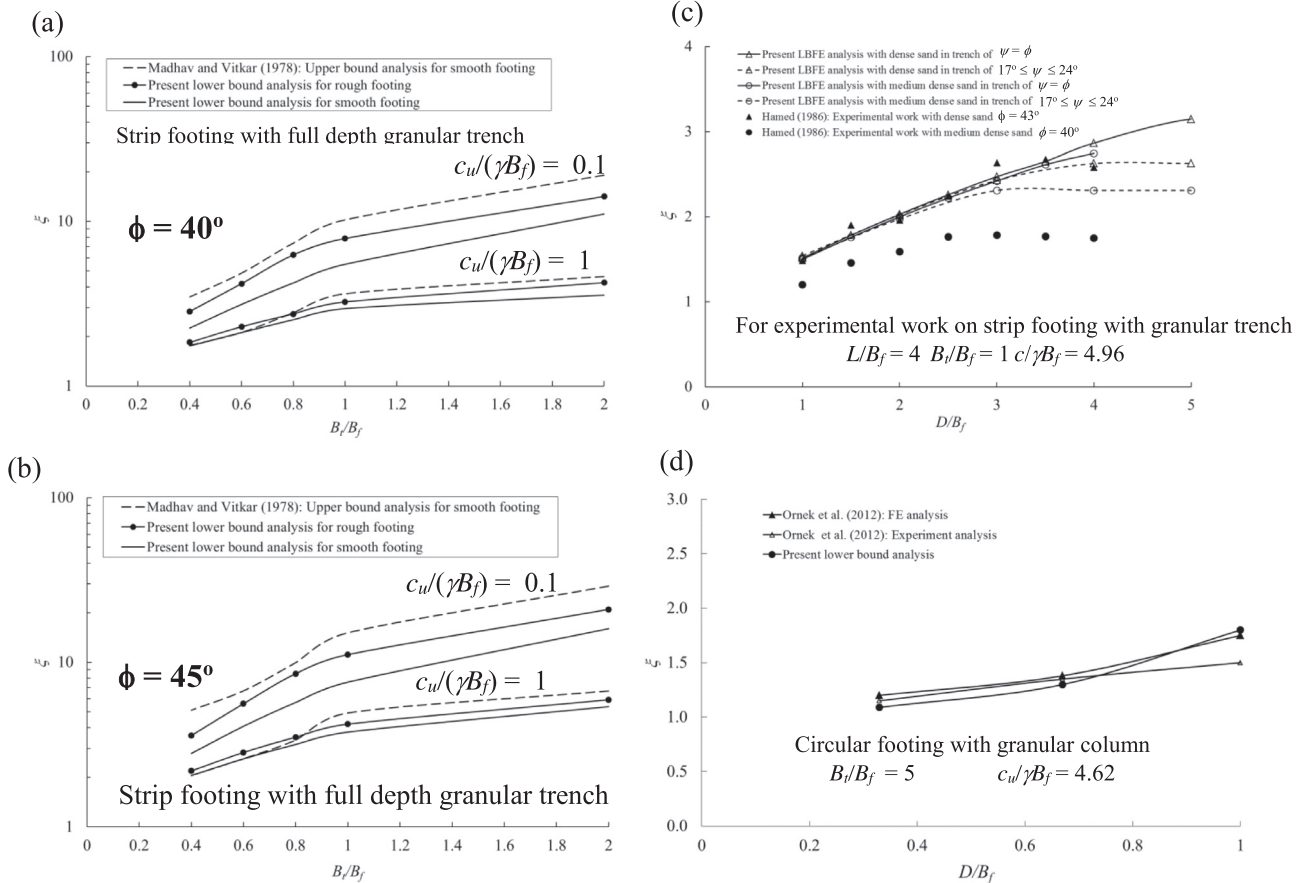 (a)
100
10
1
ξ
Madhav and Vitkar (1978): Upper bound analysis for smooth footing
Present lower bound analysis for rough footing
Present lower bound analysis for smooth footing
Strip footing with full depth granular trench
cu/(γBf) = 0.1
ϕ = 40o
cu/(γBf) = 1
0 0.2 0.4 0.6 0.8 1 1.2 1.4 1.6 1.8 2
Bt/Bf
(b)
100
10
1
ξ
Madhav and Vitkar (1978): Upper bound analysis for smooth footing
Present lower bound analysis for rough footing
Present lower bound analysis for smooth footing
cu/(γBf) = 0.1
ϕ = 45o
cu/(γBf) = 1
Strip footing with full depth granular trench
0 0.2 0.4 0.6 0.8 1 1.2 1.4 1.6 1.8 2
Bt/Bf
(c)
4
3
2
1
0
ξ
Present LBFE analysis with dense sand in trench of ψ = ϕ
Present LBFE analysis with dense sand in trench of 17o ≤ ψ ≤ 24o
Present LBFE analysis with medium dense sand in trench of ψ = ϕ
Present LBFE analysis with medium dense sand in trench of 17o ≤ ψ ≤ 24o
Hamed (1986): Experimental work with dense sand ϕ = 43o
Hamed (1986): Experimental work with medium dense sand ϕ = 40o
For experimental work on strip footing with granular trench
L/Bf = 4 Bt/Bf = 1 c/γBf = 4.96
0 1 2 3 4 5
D/Bf
(d)
3.0
2.5
2.0
1.5
1.0
0.5
0.0
ξ
Ornek et al. (2012): FE analysis
Ornek et al. (2012): Experiment analysis
Present lower bound analysis
Circular footing with granular column
Bt/Bf = 5 cu/γBf = 4.62
0 0.2 0.4 0.6 0.8 1
D/Bf